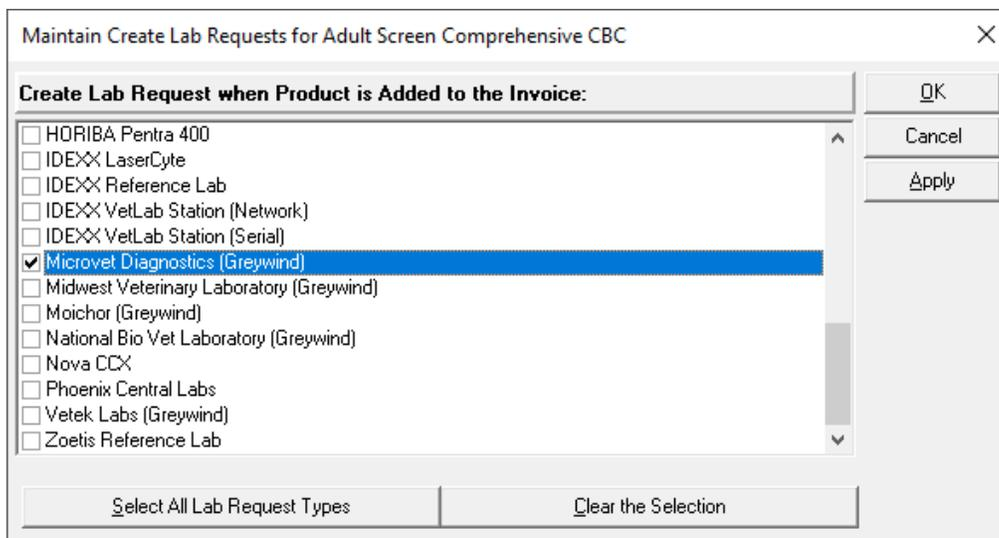 Maintain Create Lab Requests for Adult Screen Comprehensive CBC
Create Lab Request when Product is Added to the Invoice:
OK
Cancel
Apply
HORIBA Pentra 400
IDEXX LaserCyte
IDEXX Reference Lab
IDEXX VetLab Station (Network)
IDEXX VetLab Station (Serial)
Microvet Diagnostics (Greywind)
Midwest Veterinary Laboratory (Greywind)
Moichor (Greywind)
National Bio Vet Laboratory (Greywind)
Nova CCX
Phoenix Central Labs
Vetek Labs (Greywind)
Zoetis Reference Lab
Select All Lab Request Types
Clear the Selection